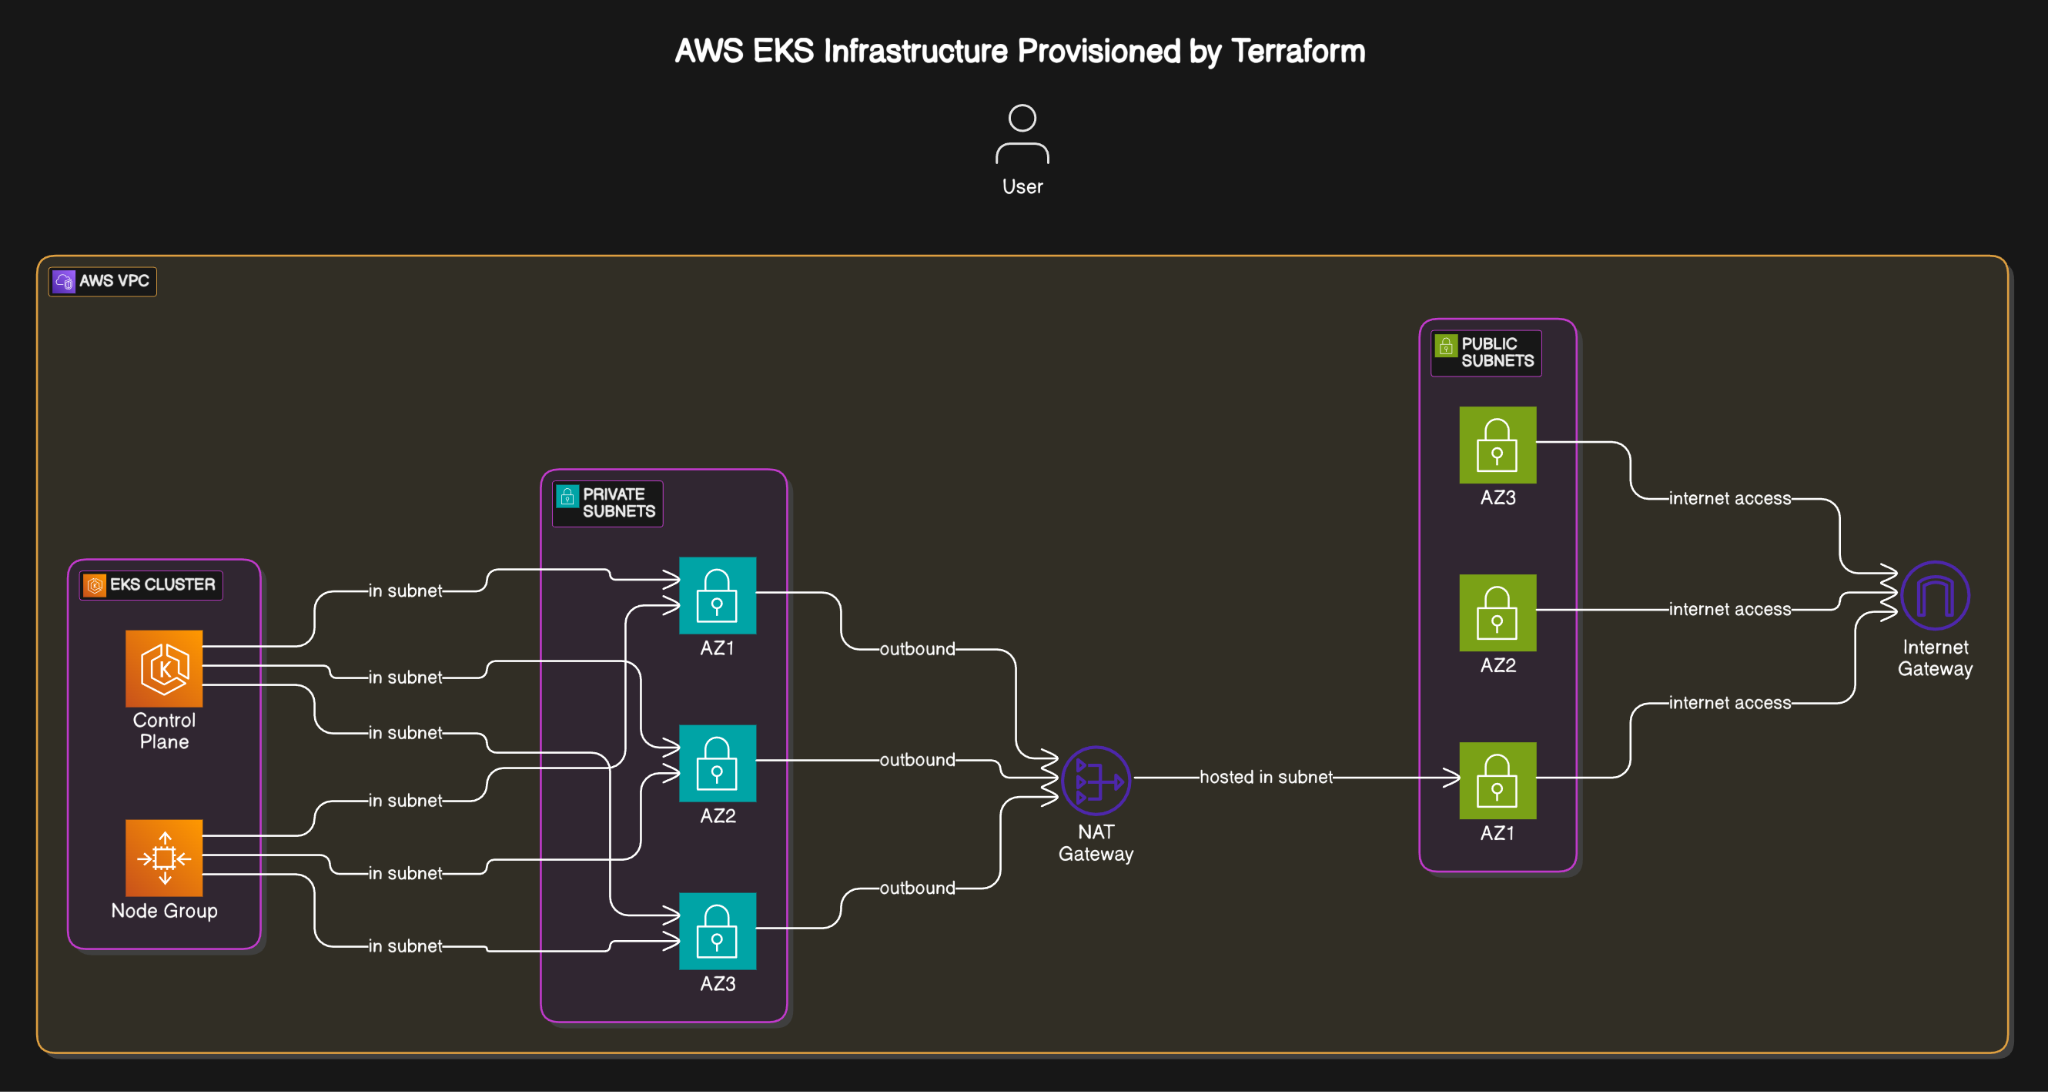 AWS EKS Infrastructure Provisioned by Terraform
User
AWS VPC
EKS CLUSTER
Control
Plane
Node Group
in subnet
in subnet
in subnet
in subnet
in subnet
in subnet
PRIVATE
SUBNETS
AZ1
AZ2
AZ3
outbound
outbound
outbound
NAT
Gateway
hosted in subnet
PUBLIC
SUBNETS
AZ3
AZ2
AZ1
internet access
internet access
internet access
Internet
Gateway